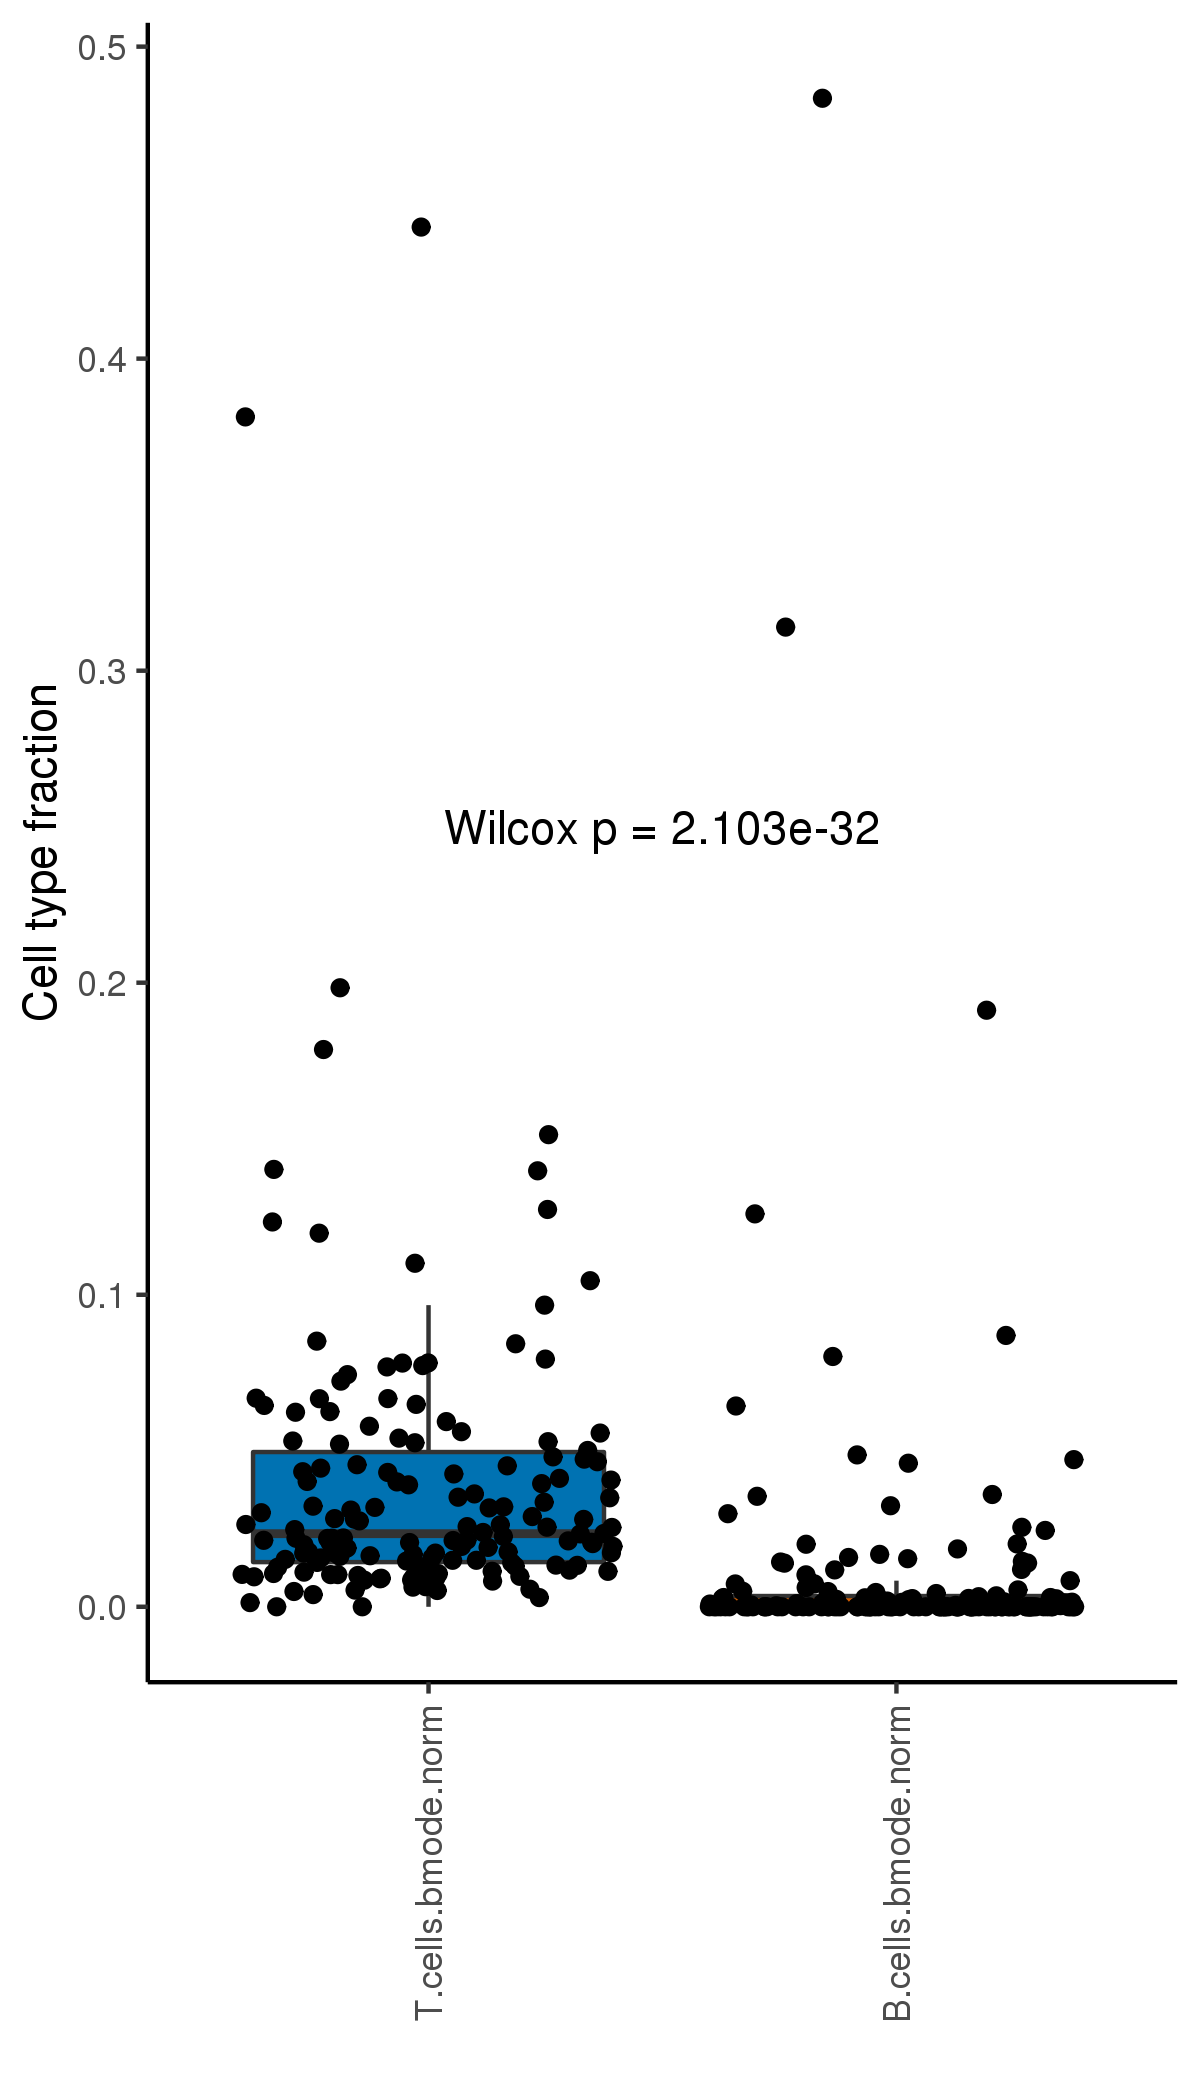 0.5
0.4
0.3
0.2
0.1
0.0
Cell type fraction
Wilcox p = 2.103e-32
T.cells.bmode.norm
B.cells.bmode.norm